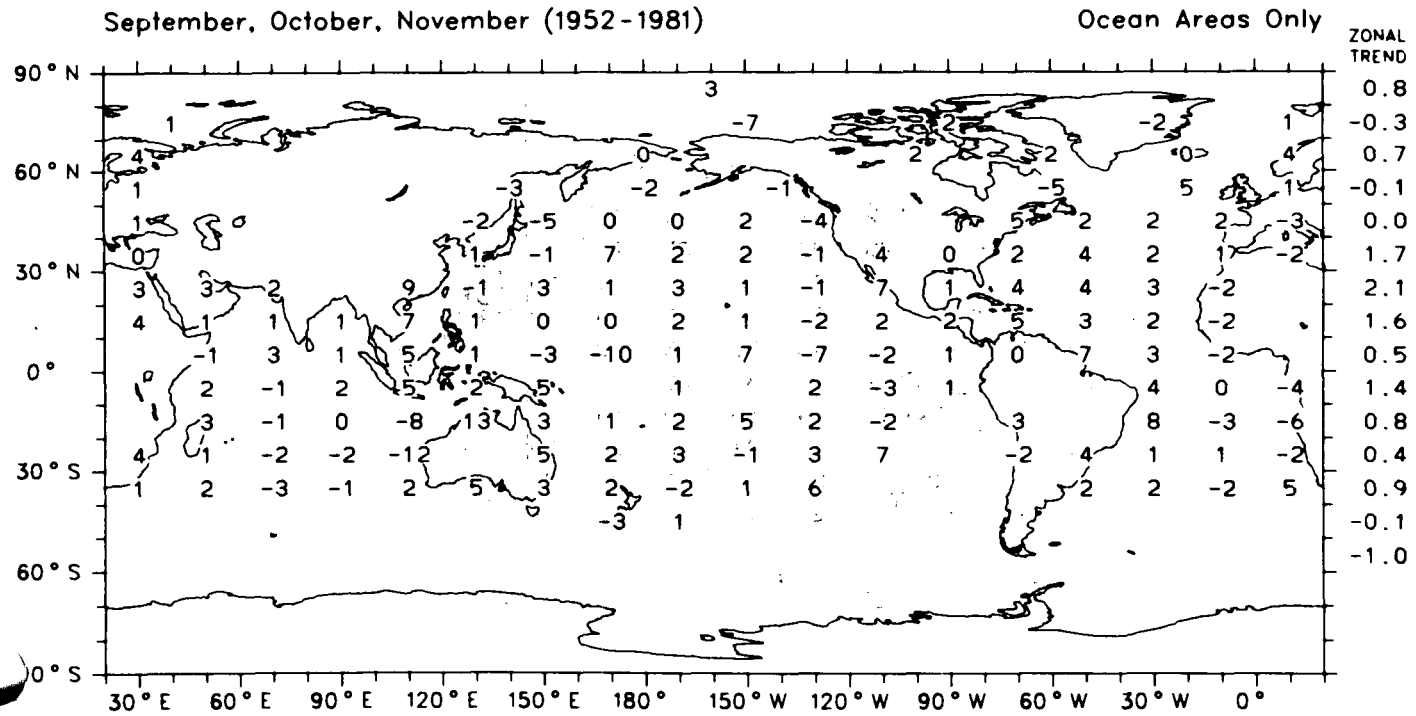 September, October, November (1952-1981) Ocean Areas Only
ZONAL
TREND
90° N
3 0.8
1 -7 2 -2 1 -0.3
4 0 2 2 0 4 0.7
60° N
1 -3 -2 -1 -5 5 1 -0.1
1 -2 -5 0 0 2 -4 5 2 2 2 -3 0.0
0 1 -1 7 2 2 -1 4 0 2 4 2 1 -2 1.7
30° N
3 3 2 9 -1 3 1 3 1 -1 7 1 4 4 3 -2 2.1
4 1 1 1 7 1 0 0 2 1 -2 2 2 5 3 2 -2 1.6
-1 3 1 5 1 -3 -10 1 7 -7 -2 1 0 7 3 -2 0.5
0°
2 -1 2 -5 2 5 1 2 -3 1 4 0 -4 1.4
3 -1 0 -8 13 3 1 2 5 2 -2 3 8 -3 -6 0.8
4 1 -2 -2 -12 5 2 3 -1 3 7 -2 4 1 1 -2 0.4
30° S
1 2 -3 -1 2 5 3 2 -2 1 6 2 2 -2 5 0.9
-3 1 -0.1
-1.0
60° S
0° S
30° E 60° E 90° E 120° E 150° E 180° 150° W 120° W 90° W 60° W 30° W 0°